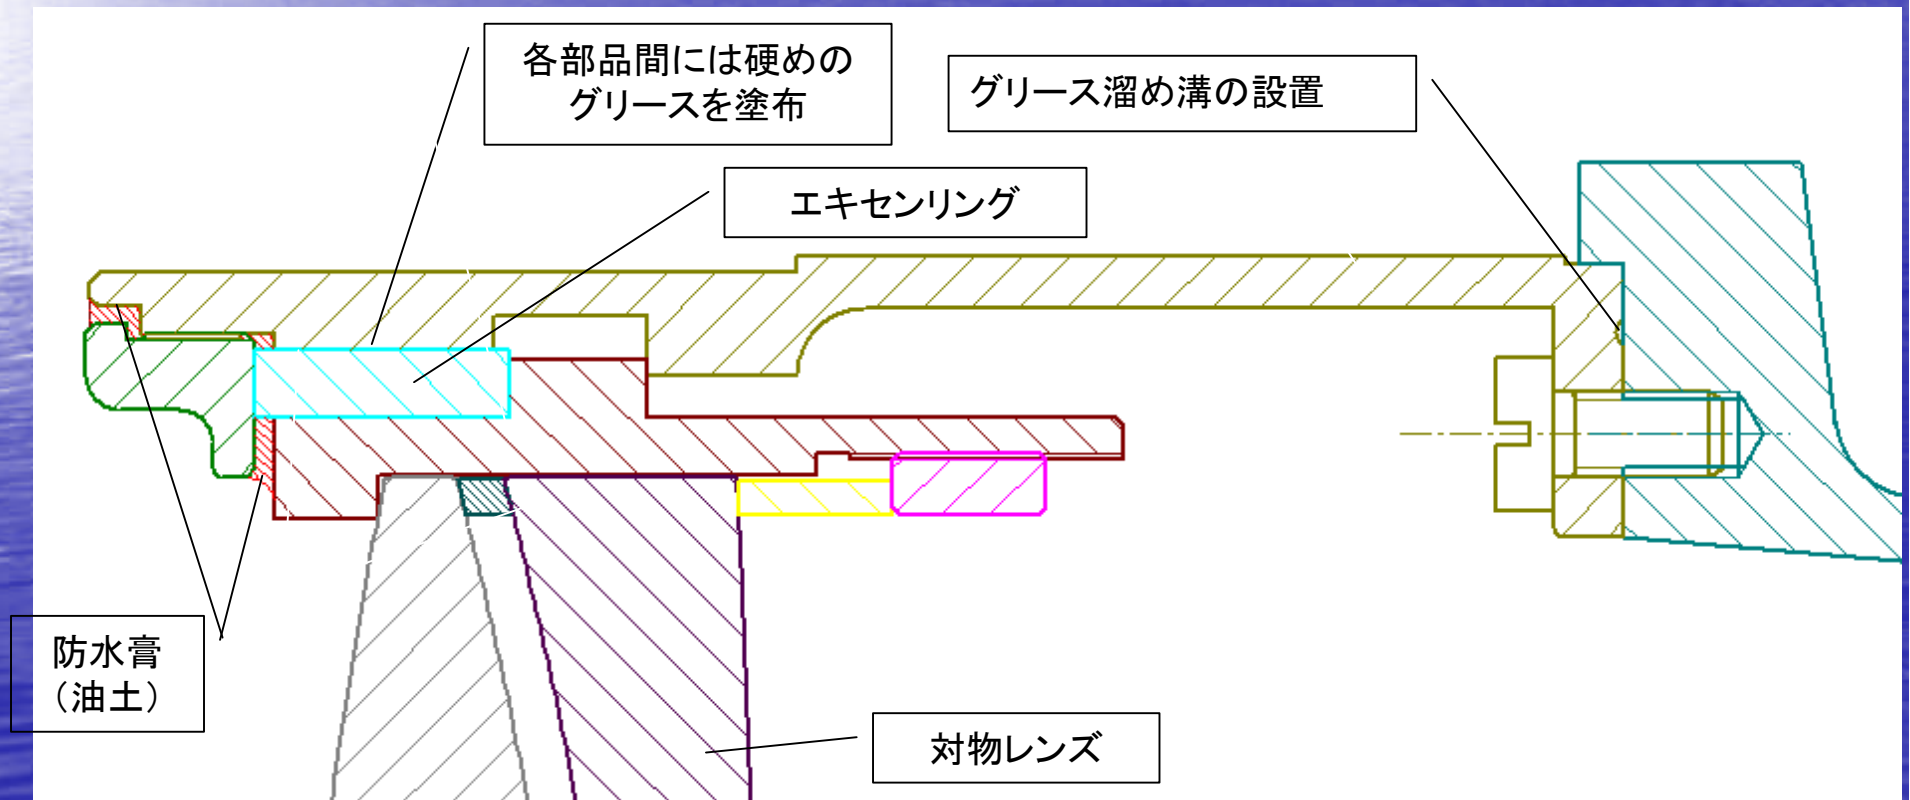 各部品間には硬めの
グリースを塗布
グリース溜め溝の設置
エキセンリング
防水膏
（油土）
対物レンズ